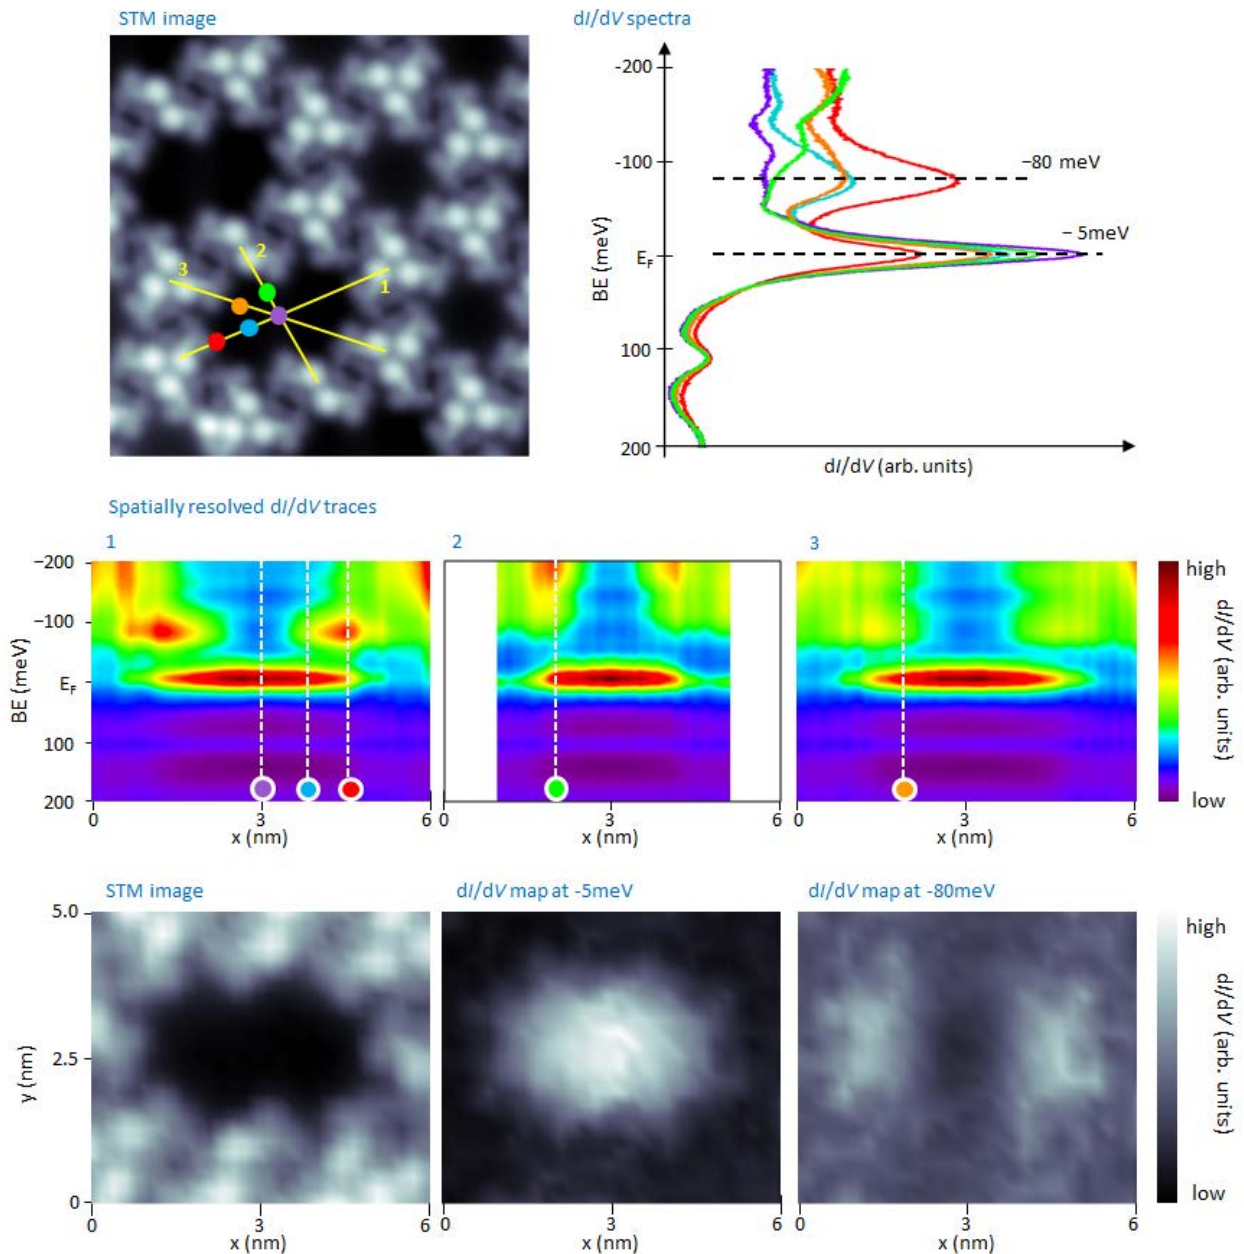 STM image
dI/dV spectra
3
2
1
-200
-100
E_F
100
200
BE (meV)
−80 meV
− 5meV
dI/dV (arb. units)
Spatially resolved dI/dV traces
1
2
3
−200
−100
E_F
100
200
BE (meV)
0
3
6
x (nm)
0
3
6
x (nm)
0
3
6
x (nm)
high
low
dI/dV (arb. units)
STM image
dI/dV map at -5meV
dI/dV map at -80meV
5.0
2.5
0
y (nm)
0
3
6
x (nm)
0
3
6
x (nm)
0
3
6
x (nm)
high
low
dI/dV (arb. units)